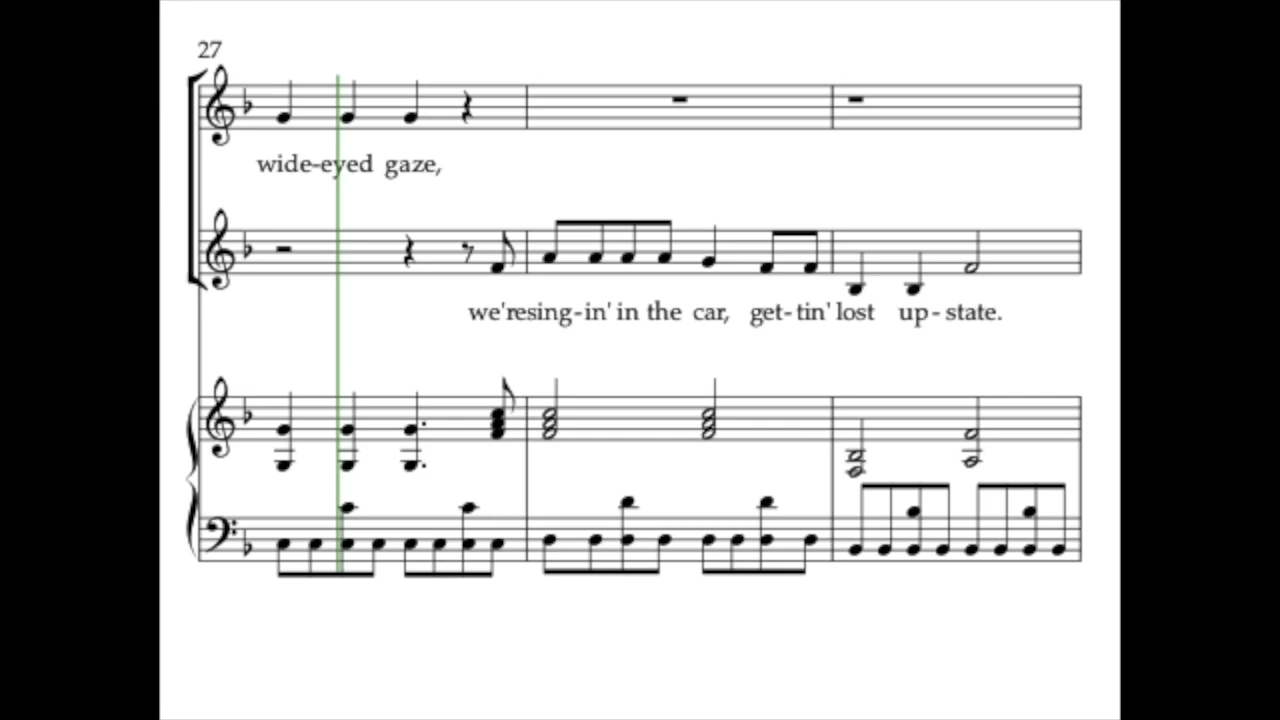 27
wide-eyed gaze,
we'resing-in' in the car, get-tin' lost up-state.